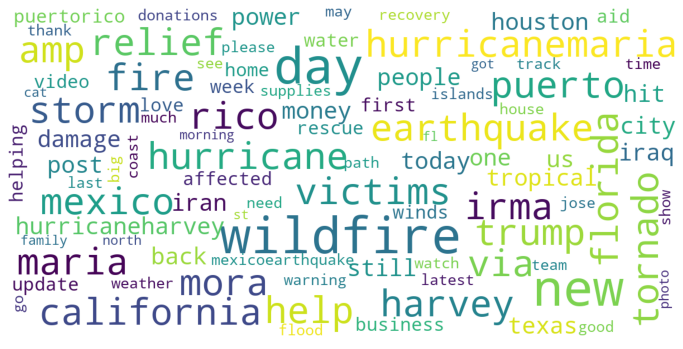 puertorico donations power houston may recovery aid
thank please water hurricanemaria
amp relief see home day got track time
video fire week supplies people islands puerto hit
cat storm love rico money first earthquake house city
much morning rescue fl
helping damage big coast hurricane path today one us florida iraq
post last affected victims tropical tornado show
mexico iran need winds irma jose photo
hurricaneharvey st wildfire trump
family north mexicoearthquake still watch via team
maria back
go update weather mora warning latest new
california help harvey
flood business texas good